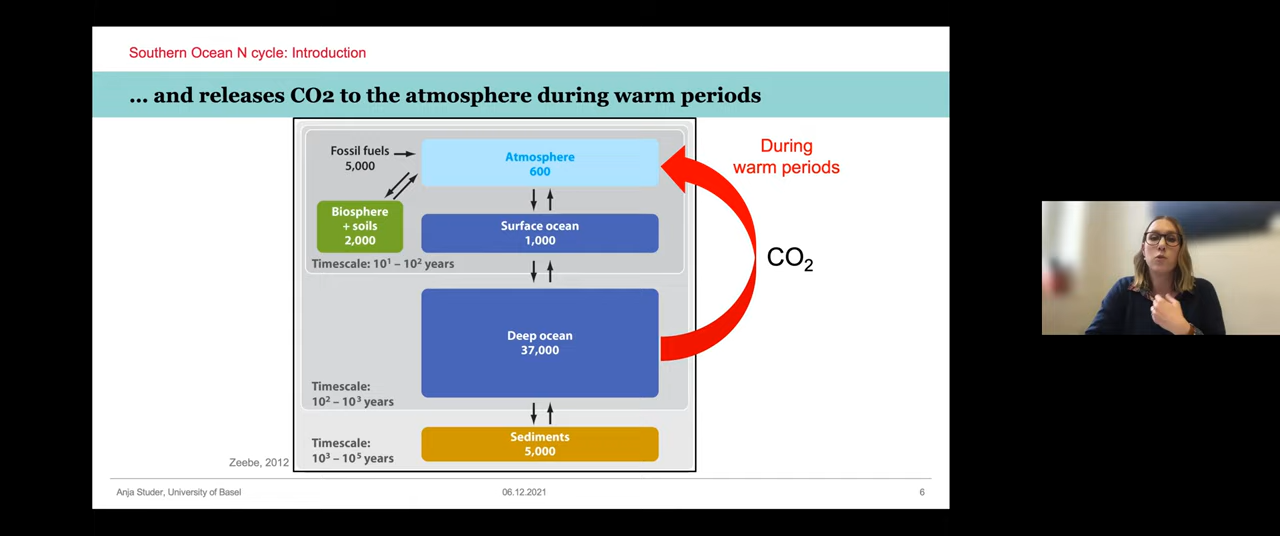 Southern Ocean N cycle: Introduction
... and releases CO2 to the atmosphere during warm periods
Fossil fuels
5,000
Atmosphere
600
During
warm periods
Biosphere
+ soils
2,000
Surface ocean
1,000
Timescale: 10¹ – 10² years
CO₂
Deep ocean
37,000
Timescale:
10² – 10³ years
Sediments
5,000
Timescale:
10³ – 10⁵ years
Zeebe, 2012
Anja Studer, University of Basel
06.12.2021
6